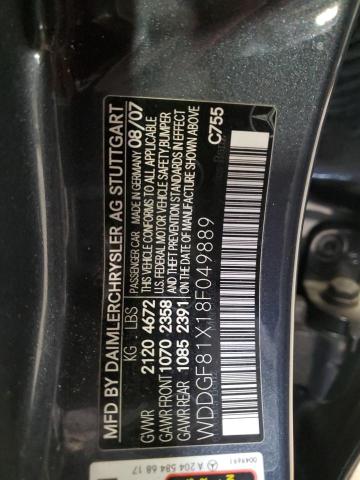 MFD BY DAIMLERCHRYSLER AG STUTTGART
PASSENGER CAR MADE IN GERMANY 08/07
KG LBS THIS VEHICLE CONFORMS TO ALL APPLICABLE
GVWR 2120 4672 U.S. FEDERAL MOTOR VEHICLE SAFETY/BUMPER
GAWR FRONT 1070 2358 AND THEFT PREVENTION STANDARDS IN EFFECT
GAWR REAR 1085 2391 ON THE DATE OF MANUFACTURE SHOWN ABOVE
WDDGF81X18F049889 C755
A 204 584 68 17